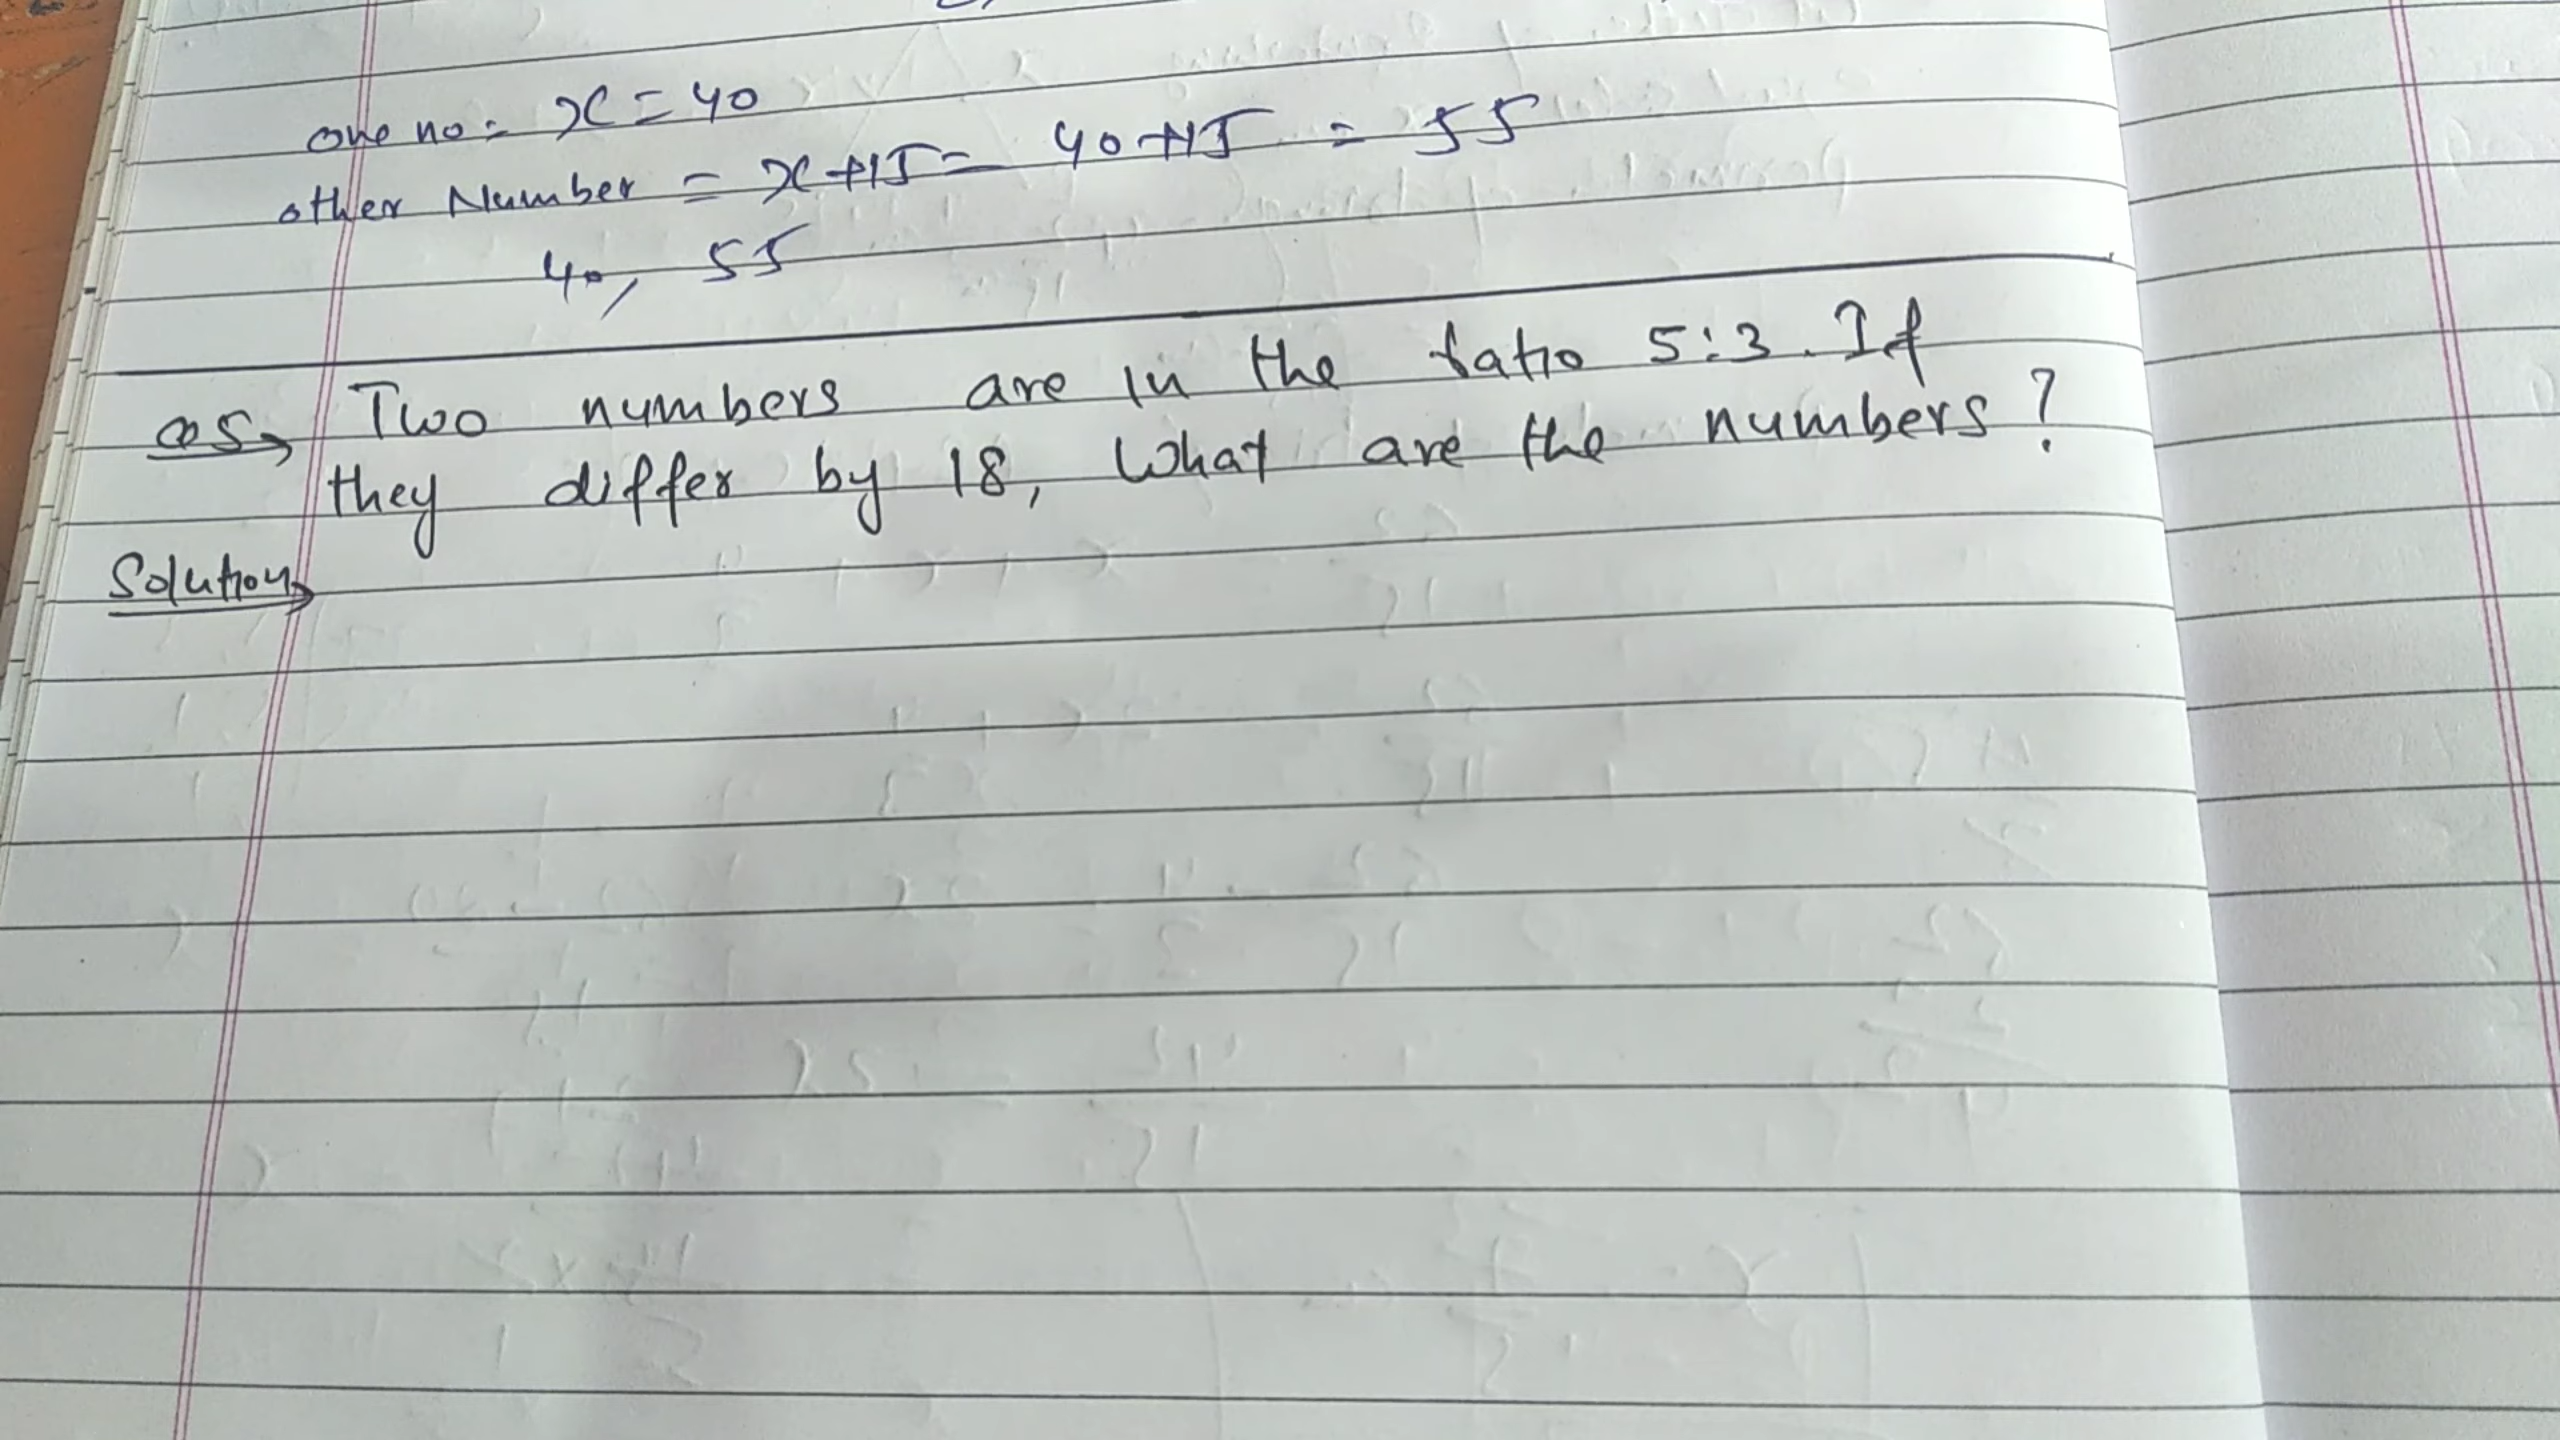 one no = x = 40
other Number = x+15 = 40+15 = 55
40, 55
Q5→ Two numbers are in the ratio 5:3. If
they differ by 18, What are the numbers?
Solution→